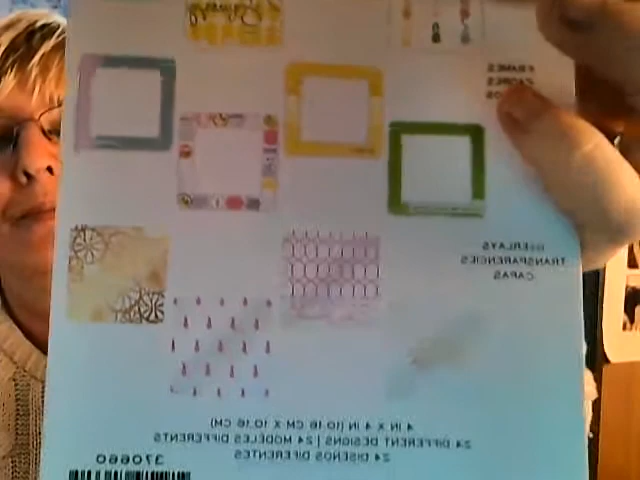 FRAMES
CADRES
OVERLAYS
TRANSPARENCIES
CAPAS
4 IN X 4 IN (10.16 CM X 10.16 CM)
24 DIFFERENT DESIGNS | 24 MODÈLES DIFFÉRENTS
24 DISEÑOS DIFERENTES
370660